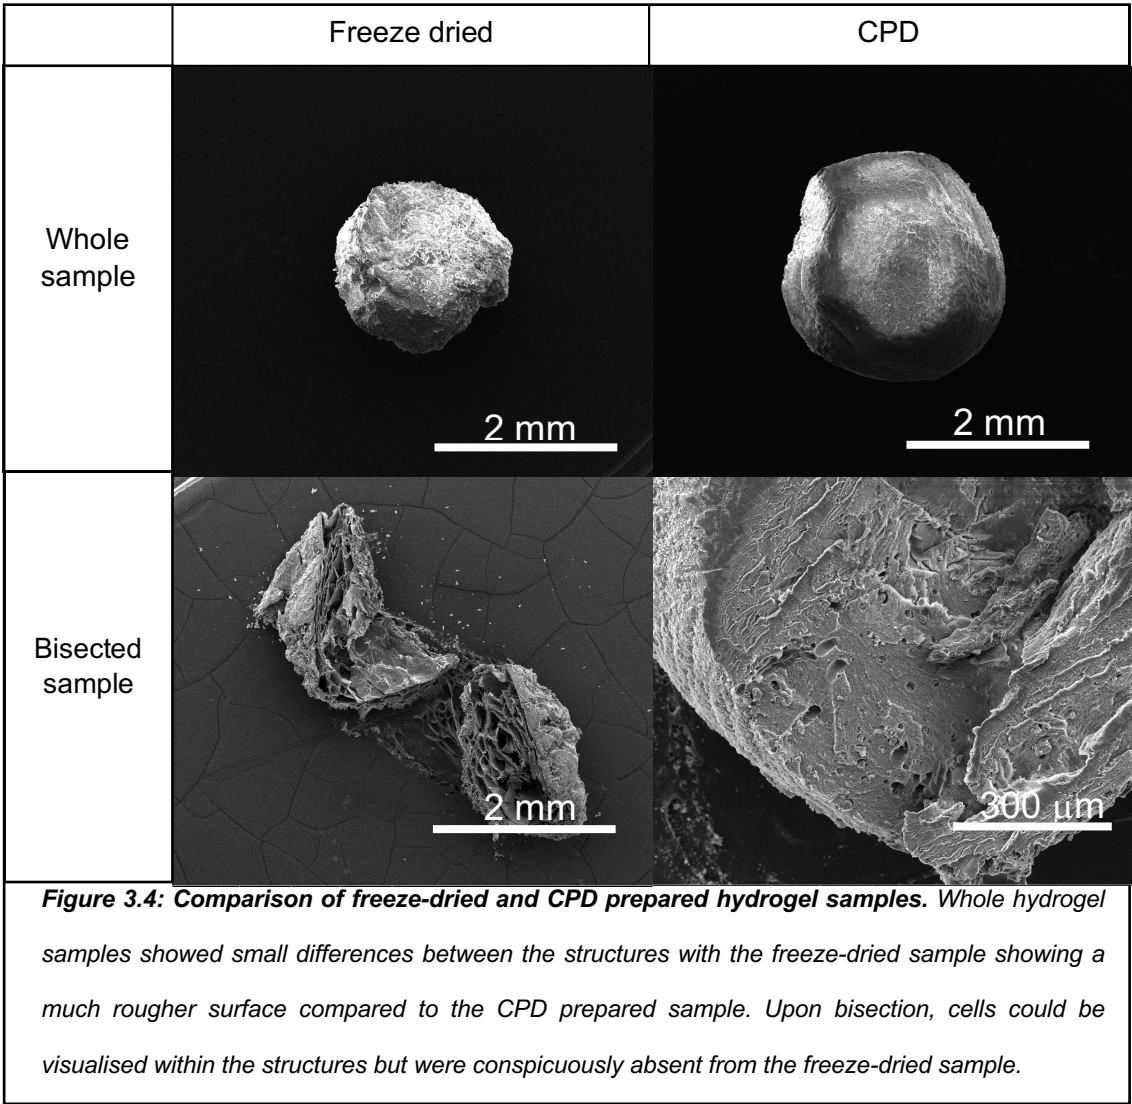 Freeze dried
CPD
Whole
sample
2 mm
2 mm
Bisected
sample
2 mm
300 μm
Figure 3.4: Comparison of freeze-dried and CPD prepared hydrogel samples. Whole hydrogel
samples showed small differences between the structures with the freeze-dried sample showing a
much rougher surface compared to the CPD prepared sample. Upon bisection, cells could be
visualised within the structures but were conspicuously absent from the freeze-dried sample.